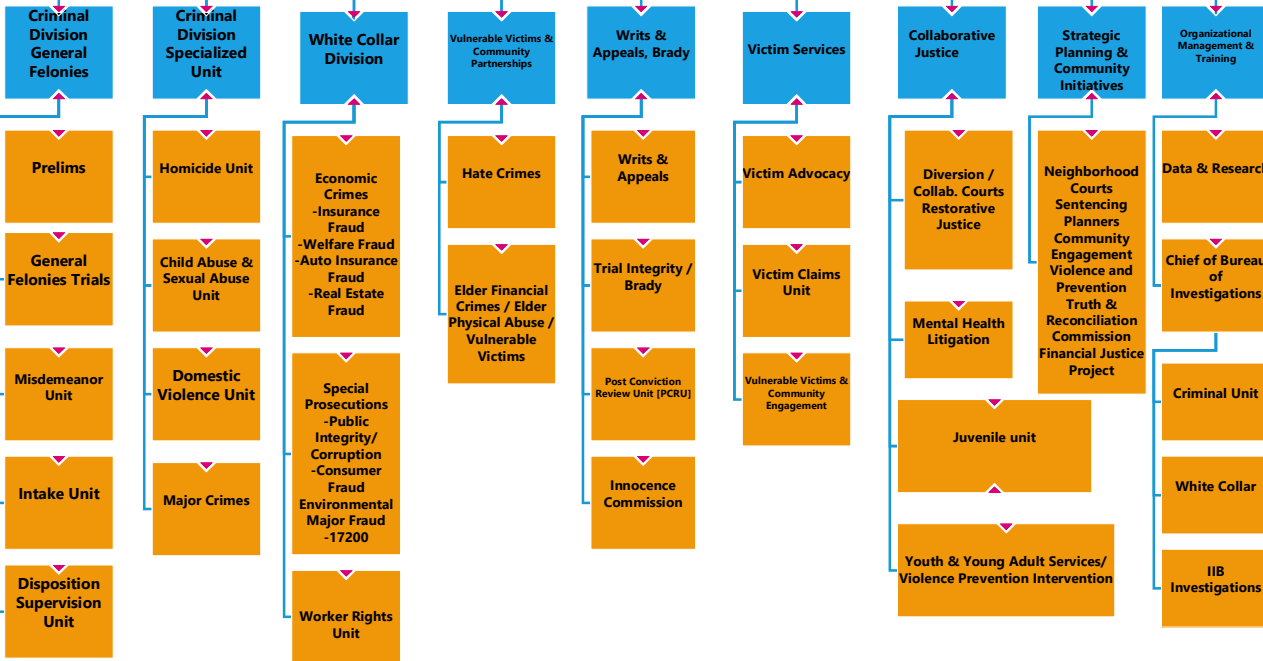 Criminal
Division
General
Felonies
Prelims
General
Felonies Trials
Misdemeanor
Unit
Intake Unit
Disposition
Supervision
Unit
Criminal
Division
Specialized
Unit
Homicide Unit
Child Abuse &
Sexual Abuse
Unit
Domestic
Violence Unit
Major Crimes
White Collar
Division
Economic
Crimes
-Insurance
Fraud
-Welfare Fraud
-Auto Insurance
Fraud
-Real Estate
Fraud
Special
Prosecutions
-Public
Integrity/
Corruption
-Consumer
Fraud
Environmental
Major Fraud
-17200
Worker Rights
Unit
Vulnerable Victims &
Community
Partnerships
Hate Crimes
Elder Financial
Crimes / Elder
Physical Abuse /
Vulnerable
Victims
Writs &
Appeals, Brady
Writs &
Appeals
Trial Integrity /
Brady
Post Conviction
Review Unit [PCRU]
Innocence
Commission
Victim Services
Victim Advocacy
Victim Claims
Unit
Vulnerable Victims &
Community
Engagement
Collaborative
Justice
Diversion /
Collab. Courts
Restorative
Justice
Mental Health
Litigation
Juvenile unit
Youth & Young Adult Services/
Violence Prevention Intervention
Strategic
Planning &
Community
Initiatives
Neighborhood
Courts
Sentencing
Planners
Community
Engagement
Violence and
Prevention
Truth &
Reconciliation
Commission
Financial Justice
Project
Organizational
Management &
Training
Data & Research
Chief of Bureau
of
Investigations
Criminal Unit
White Collar
IIB
Investigations